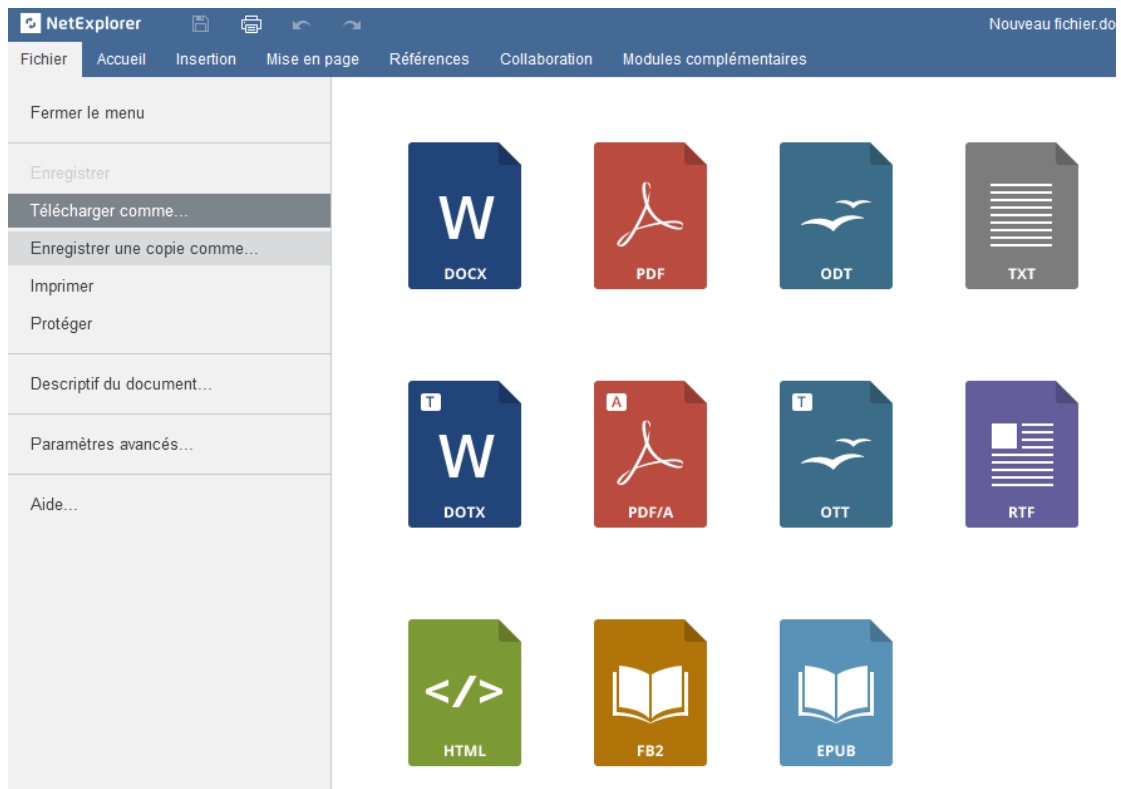 NetExplorer
Nouveau fichier.do
Fichier Accueil Insertion Mise en page Références Collaboration Modules complémentaires
Fermer le menu
Enregistrer
Télécharger comme...
Enregistrer une copie comme...
Imprimer
Protéger
Descriptif du document...
Paramètres avancés...
Aide...
W
DOCX
PDF
ODT
TXT
T
W
DOTX
A
PDF/A
T
OTT
RTF
</>
HTML
FB2
EPUB